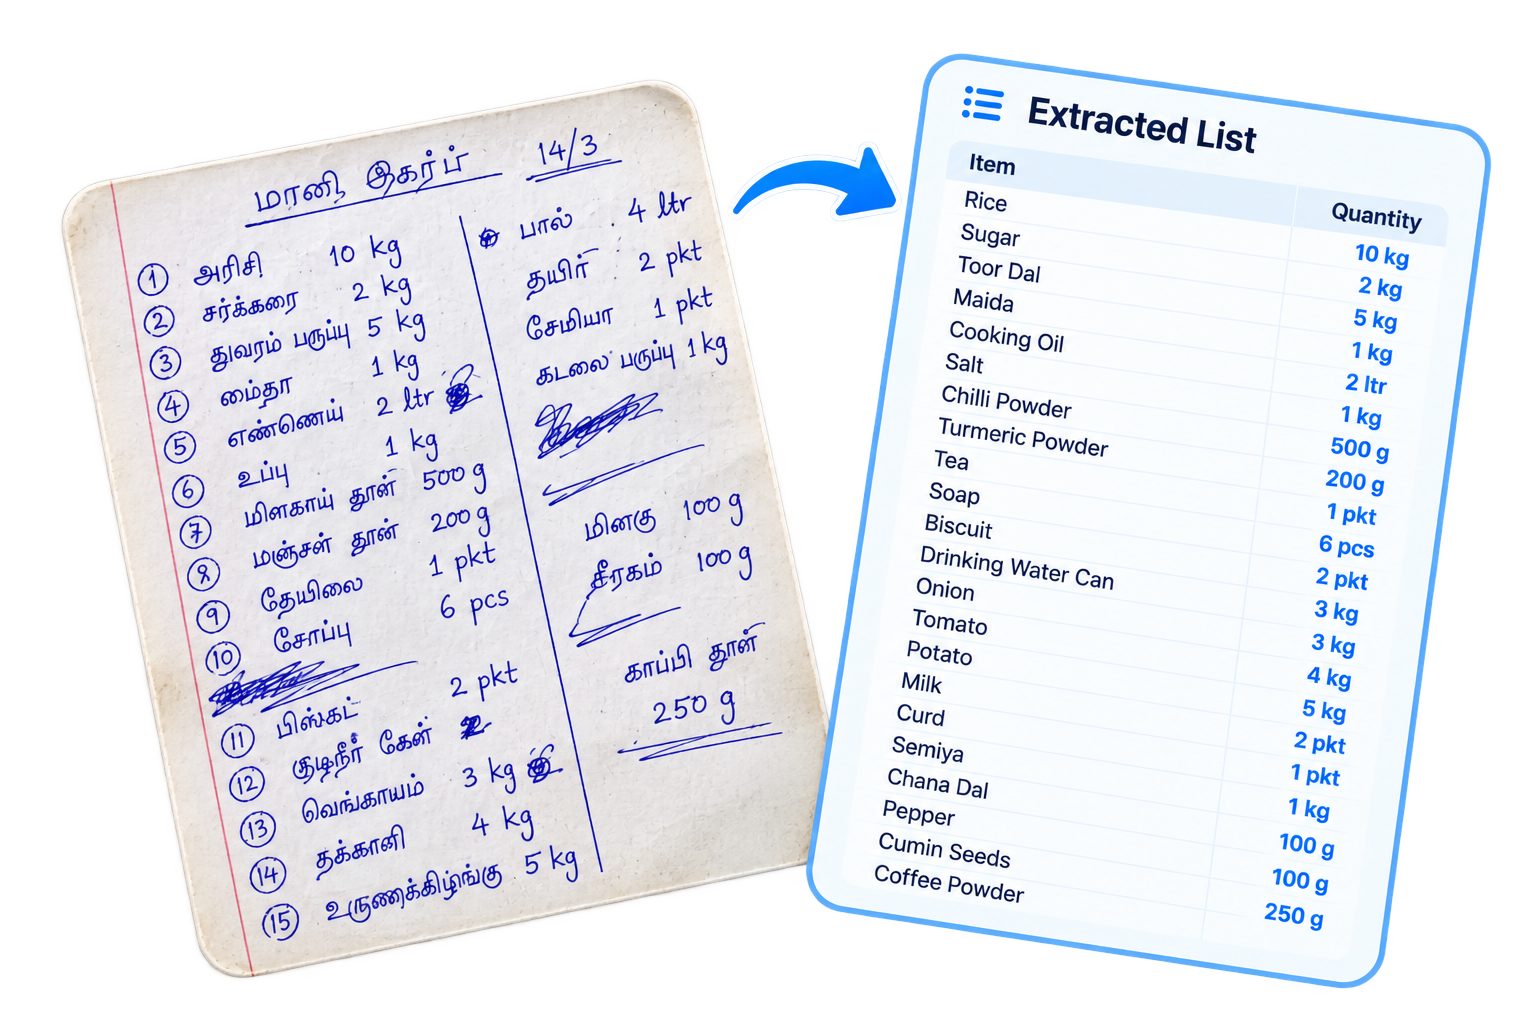 மானி, இகர்ப் 14/3
① அரிசி 10 kg
② சர்க்கரை 2 kg
③ துவரம் பருப்பு 5 kg
④ மைதா 1 kg
⑤ எண்ணெய் 2 ltr
⑥ உப்பு 1 kg
⑦ மிளகாய் தூள் 500 g
⑧ மஞ்சள் தூள் 200 g
⑨ தேயிலை 1 pkt
⑩ சோப்பு 6 pcs
⑪ பிஸ்கட் 2 pkt
⑫ குடிநீர் கேன்
⑬ வெங்காயம் 3 kg
⑭ தக்கானி 4 kg
⑮ 5 kg
பால் 4 ltr
தயிர் 2 pkt
சேமியா 1 pkt
கடலை பருப்பு 1 kg
மினகு 100 g
சீரகம் 100 g
காப்பி தூள்
250 g
Extracted List
Item Quantity
Rice 10 kg
Sugar 2 kg
Toor Dal 5 kg
Maida 1 kg
Cooking Oil 2 ltr
Salt 1 kg
Chilli Powder 500 g
Turmeric Powder 200 g
Tea 1 pkt
Soap 6 pcs
Biscuit 2 pkt
Drinking Water Can 3 kg
Onion 3 kg
Tomato 4 kg
Potato 5 kg
Milk 2 pkt
Curd 1 pkt
Semiya 1 kg
Chana Dal 100 g
Pepper 100 g
Cumin Seeds 250 g
Coffee Powder